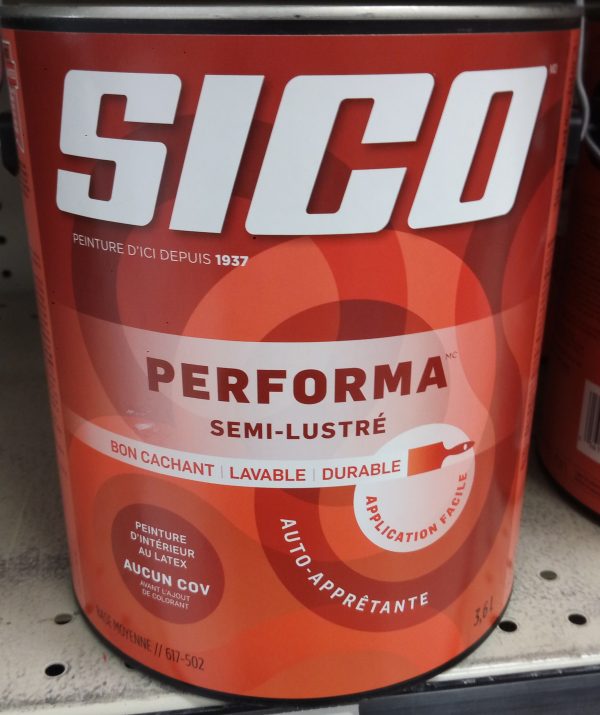 SICO MD
PEINTURE D'ICI DEPUIS 1937
PERFORMA MC
SEMI-LUSTRÉ
BON CACHANT | LAVABLE | DURABLE
APPLICATION FACILE
AUTO-APPRÊTANTE
PEINTURE
D'INTÉRIEUR
AU LATEX
AUCUN COV
AVANT L'AJOUT
DE COLORANT
BASE MOYENNE // 617-502
3,6 L